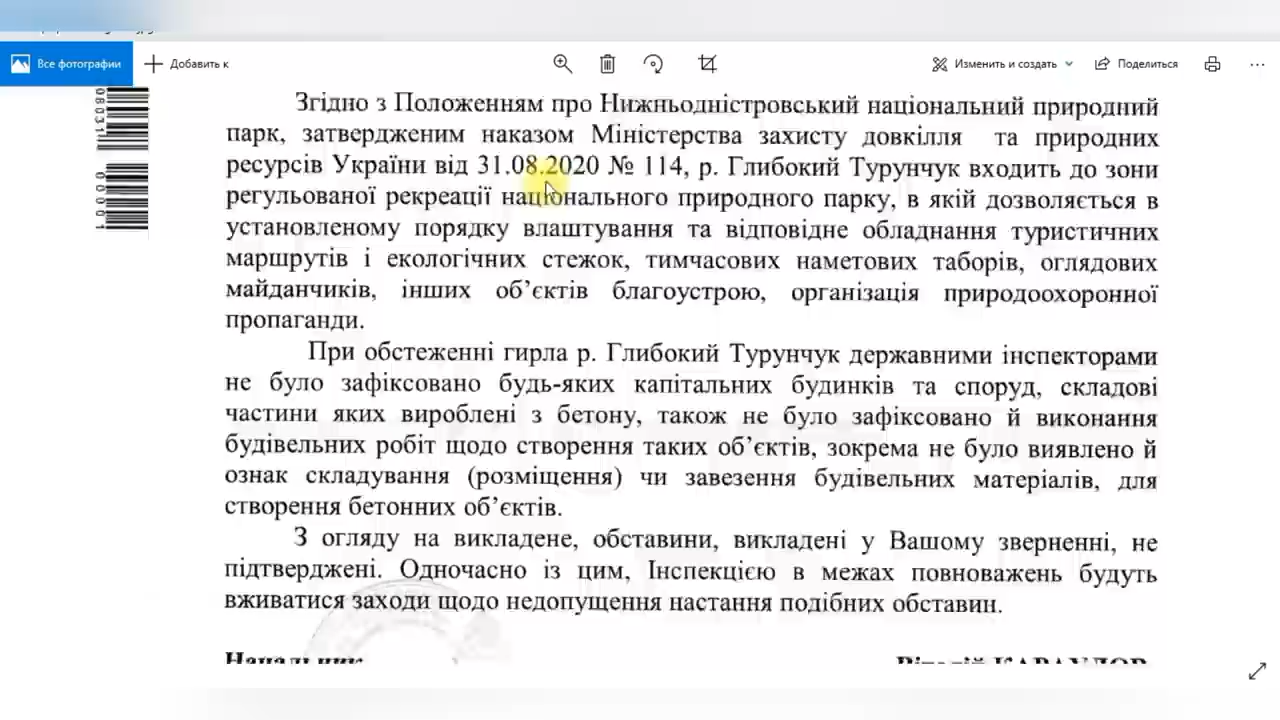 Все фотографии
Добавить к
Изменить и создать
Поделиться
Згідно з Положенням про Нижньодністровський національний природний
парк, затвердженим наказом Міністерства захисту довкілля та природних
ресурсів України від 31.08.2020 № 114, р. Глибокий Турунчук входить до зони
регульованої рекреації національного природного парку, в якій дозволяється в
установленому порядку влаштування та відповідне обладнання туристичних
маршрутів і екологічних стежок, тимчасових наметових таборів, оглядових
майданчиків, інших об’єктів благоустрою, організація природоохоронної
пропаганди.
При обстеженні гирла р. Глибокий Турунчук державними інспекторами
не було зафіксовано будь-яких капітальних будинків та споруд, складові
частини яких вироблені з бетону, також не було зафіксовано й виконання
будівельних робіт щодо створення таких об’єктів, зокрема не було виявлено й
ознак складування (розміщення) чи завезення будівельних матеріалів, для
створення бетонних об’єктів.
З огляду на викладене, обставини, викладені у Вашому зверненні, не
підтверджені. Одночасно із цим, Інспекцією в межах повноважень будуть
вживатися заходи щодо недопущення настання подібних обставин.